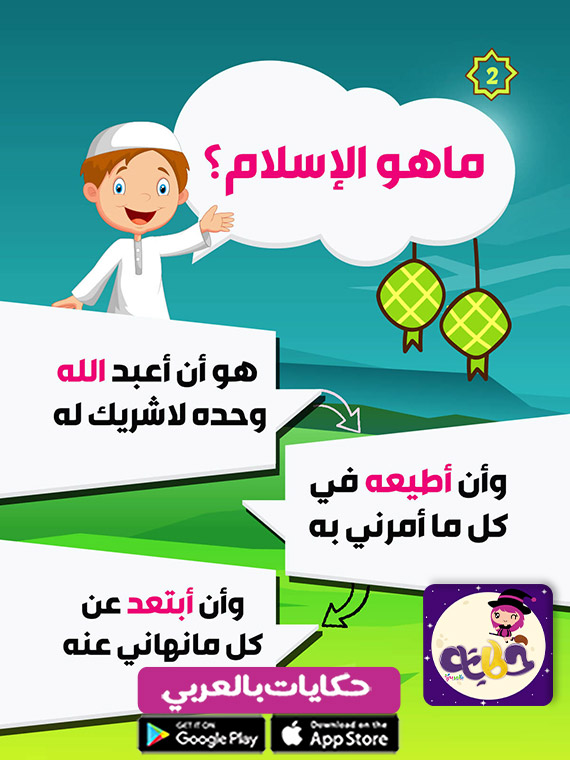 2
ماهو الإسلام؟
هو أن أعبد الله
وحده لاشريك له
وأن أطيعه في
كل ما أمرني به
وأن أبتعد عن
كل مانهاني عنه
حكايات بالعربي
GET IT ON
Google Play
Download on the
App Store